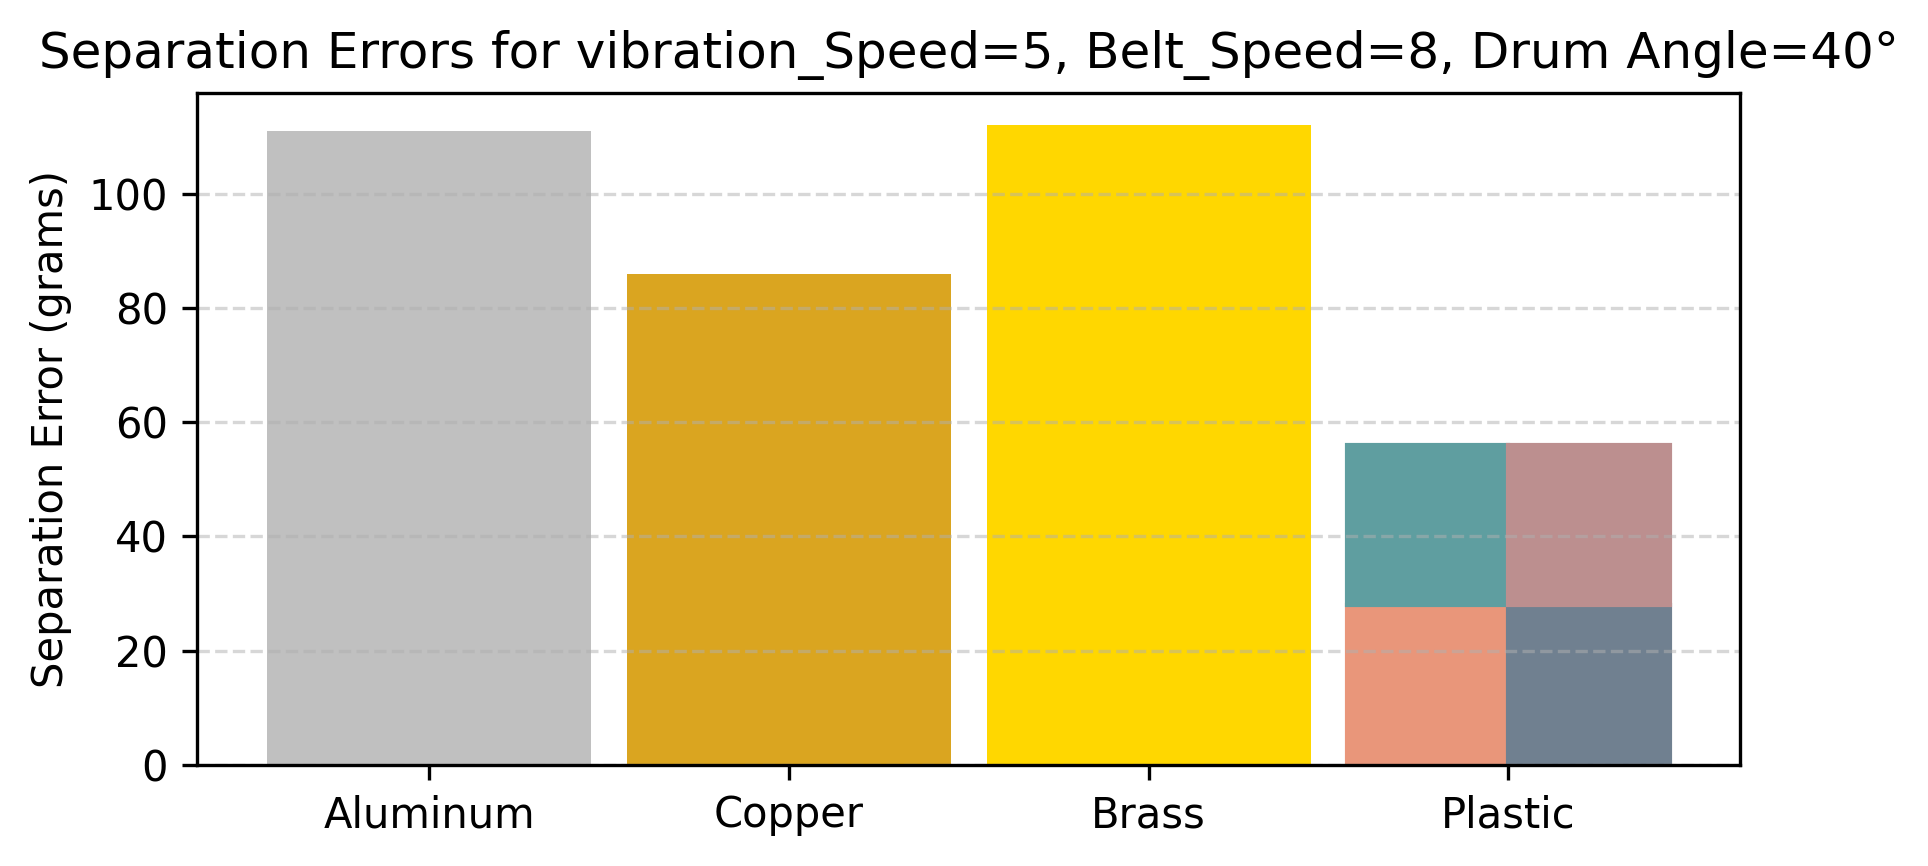 Separation Errors for vibration_Speed=5, Belt_Speed=8, Drum Angle=40°
Separation Error (grams)
100
80
60
40
20
0
Aluminum Copper Brass Plastic